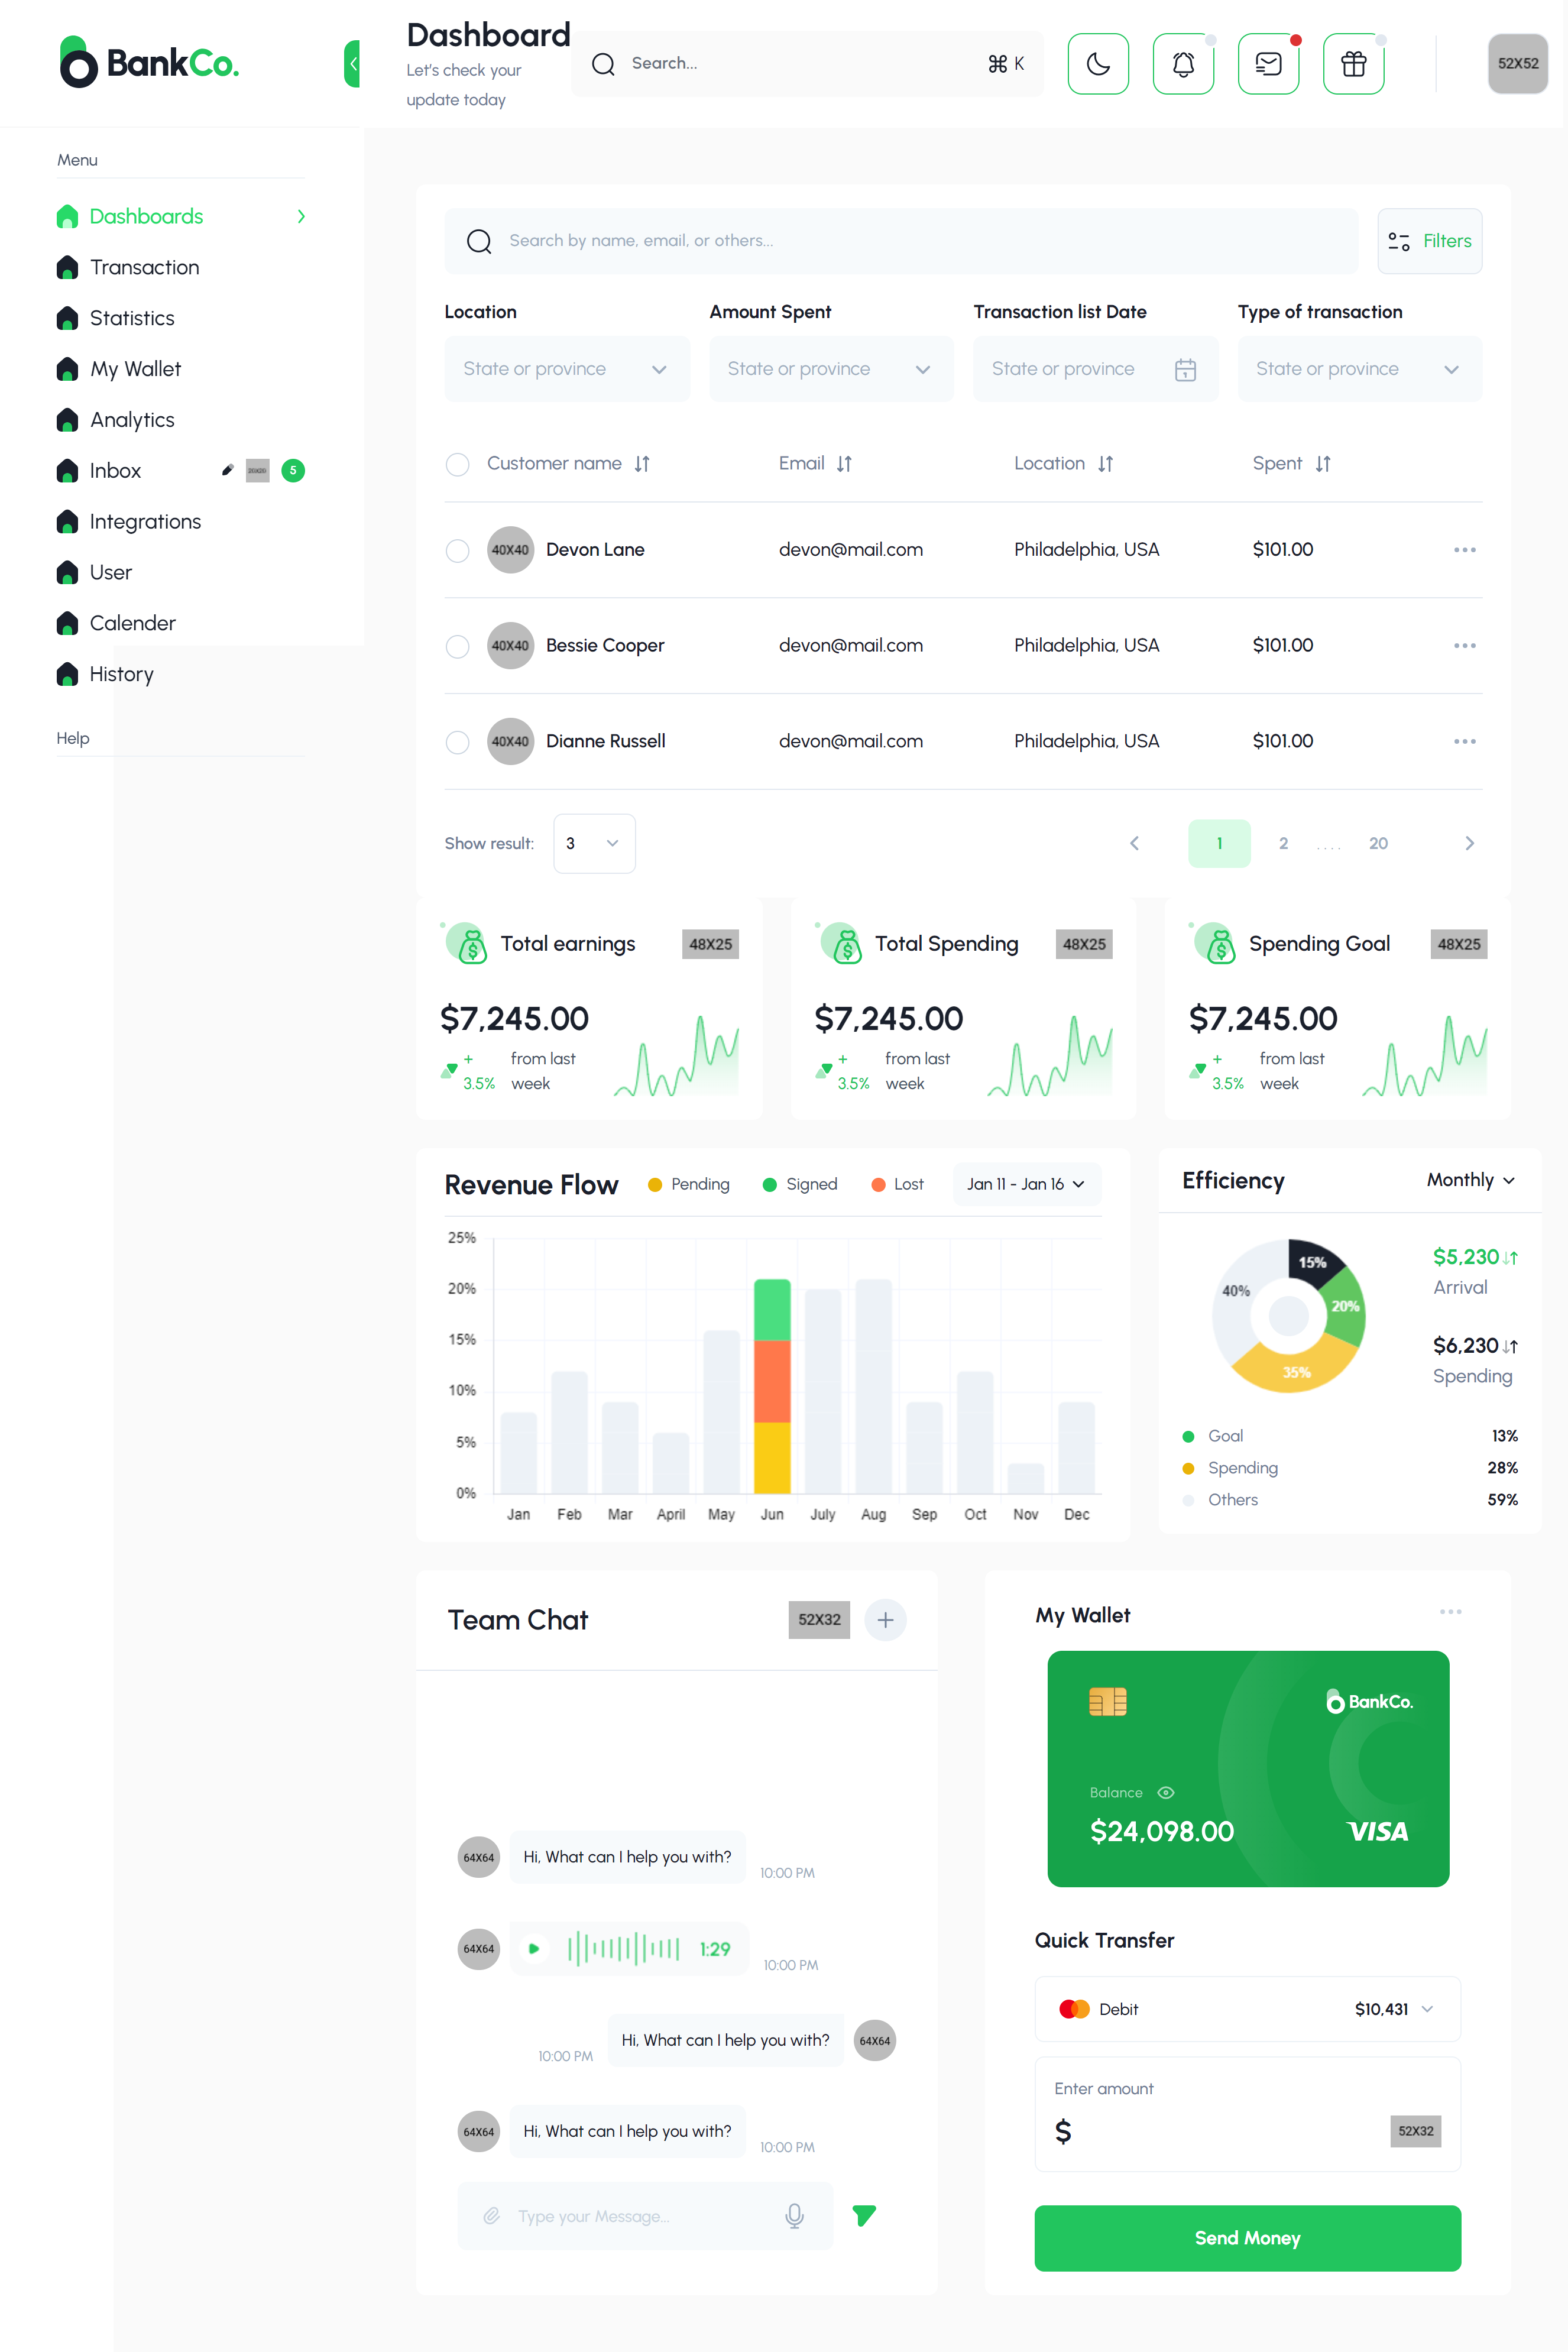 BankCo.
Dashboard
Let's check your
update today
Search...
⌘ K
52X52
Menu
Dashboards
Transaction
Statistics
My Wallet
Analytics
Inbox
20X20
5
Integrations
User
Calender
History
Help
Search by name, email, or others...
Filters
Location
Amount Spent
Transaction list Date
Type of transaction
State or province
State or province
State or province
State or province
Customer name
Email
Location
Spent
40X40 Devon Lane devon@mail.com Philadelphia, USA $101.00
40X40 Bessie Cooper devon@mail.com Philadelphia, USA $101.00
40X40 Dianne Russell devon@mail.com Philadelphia, USA $101.00
Show result: 3
1 2 .... 20
Total earnings 48X25
$7,245.00
+
3.5%
from last
week
Total Spending 48X25
$7,245.00
+
3.5%
from last
week
Spending Goal 48X25
$7,245.00
+
3.5%
from last
week
Revenue Flow
Pending
Signed
Lost
Jan 11 - Jan 16
25%
20%
15%
10%
5%
0%
Jan Feb Mar April May Jun July Aug Sep Oct Nov Dec
Efficiency
Monthly
15%
20%
35%
40%
$5,230
Arrival
$6,230
Spending
Goal 13%
Spending 28%
Others 59%
Team Chat
52X32
64X64
Hi, What can I help you with?
10:00 PM
64X64
1:29
10:00 PM
10:00 PM
Hi, What can I help you with?
64X64
64X64
Hi, What can I help you with?
10:00 PM
Type your Message...
My Wallet
BankCo.
Balance
$24,098.00
VISA
Quick Transfer
Debit
$10,431
Enter amount
$
52X32
Send Money